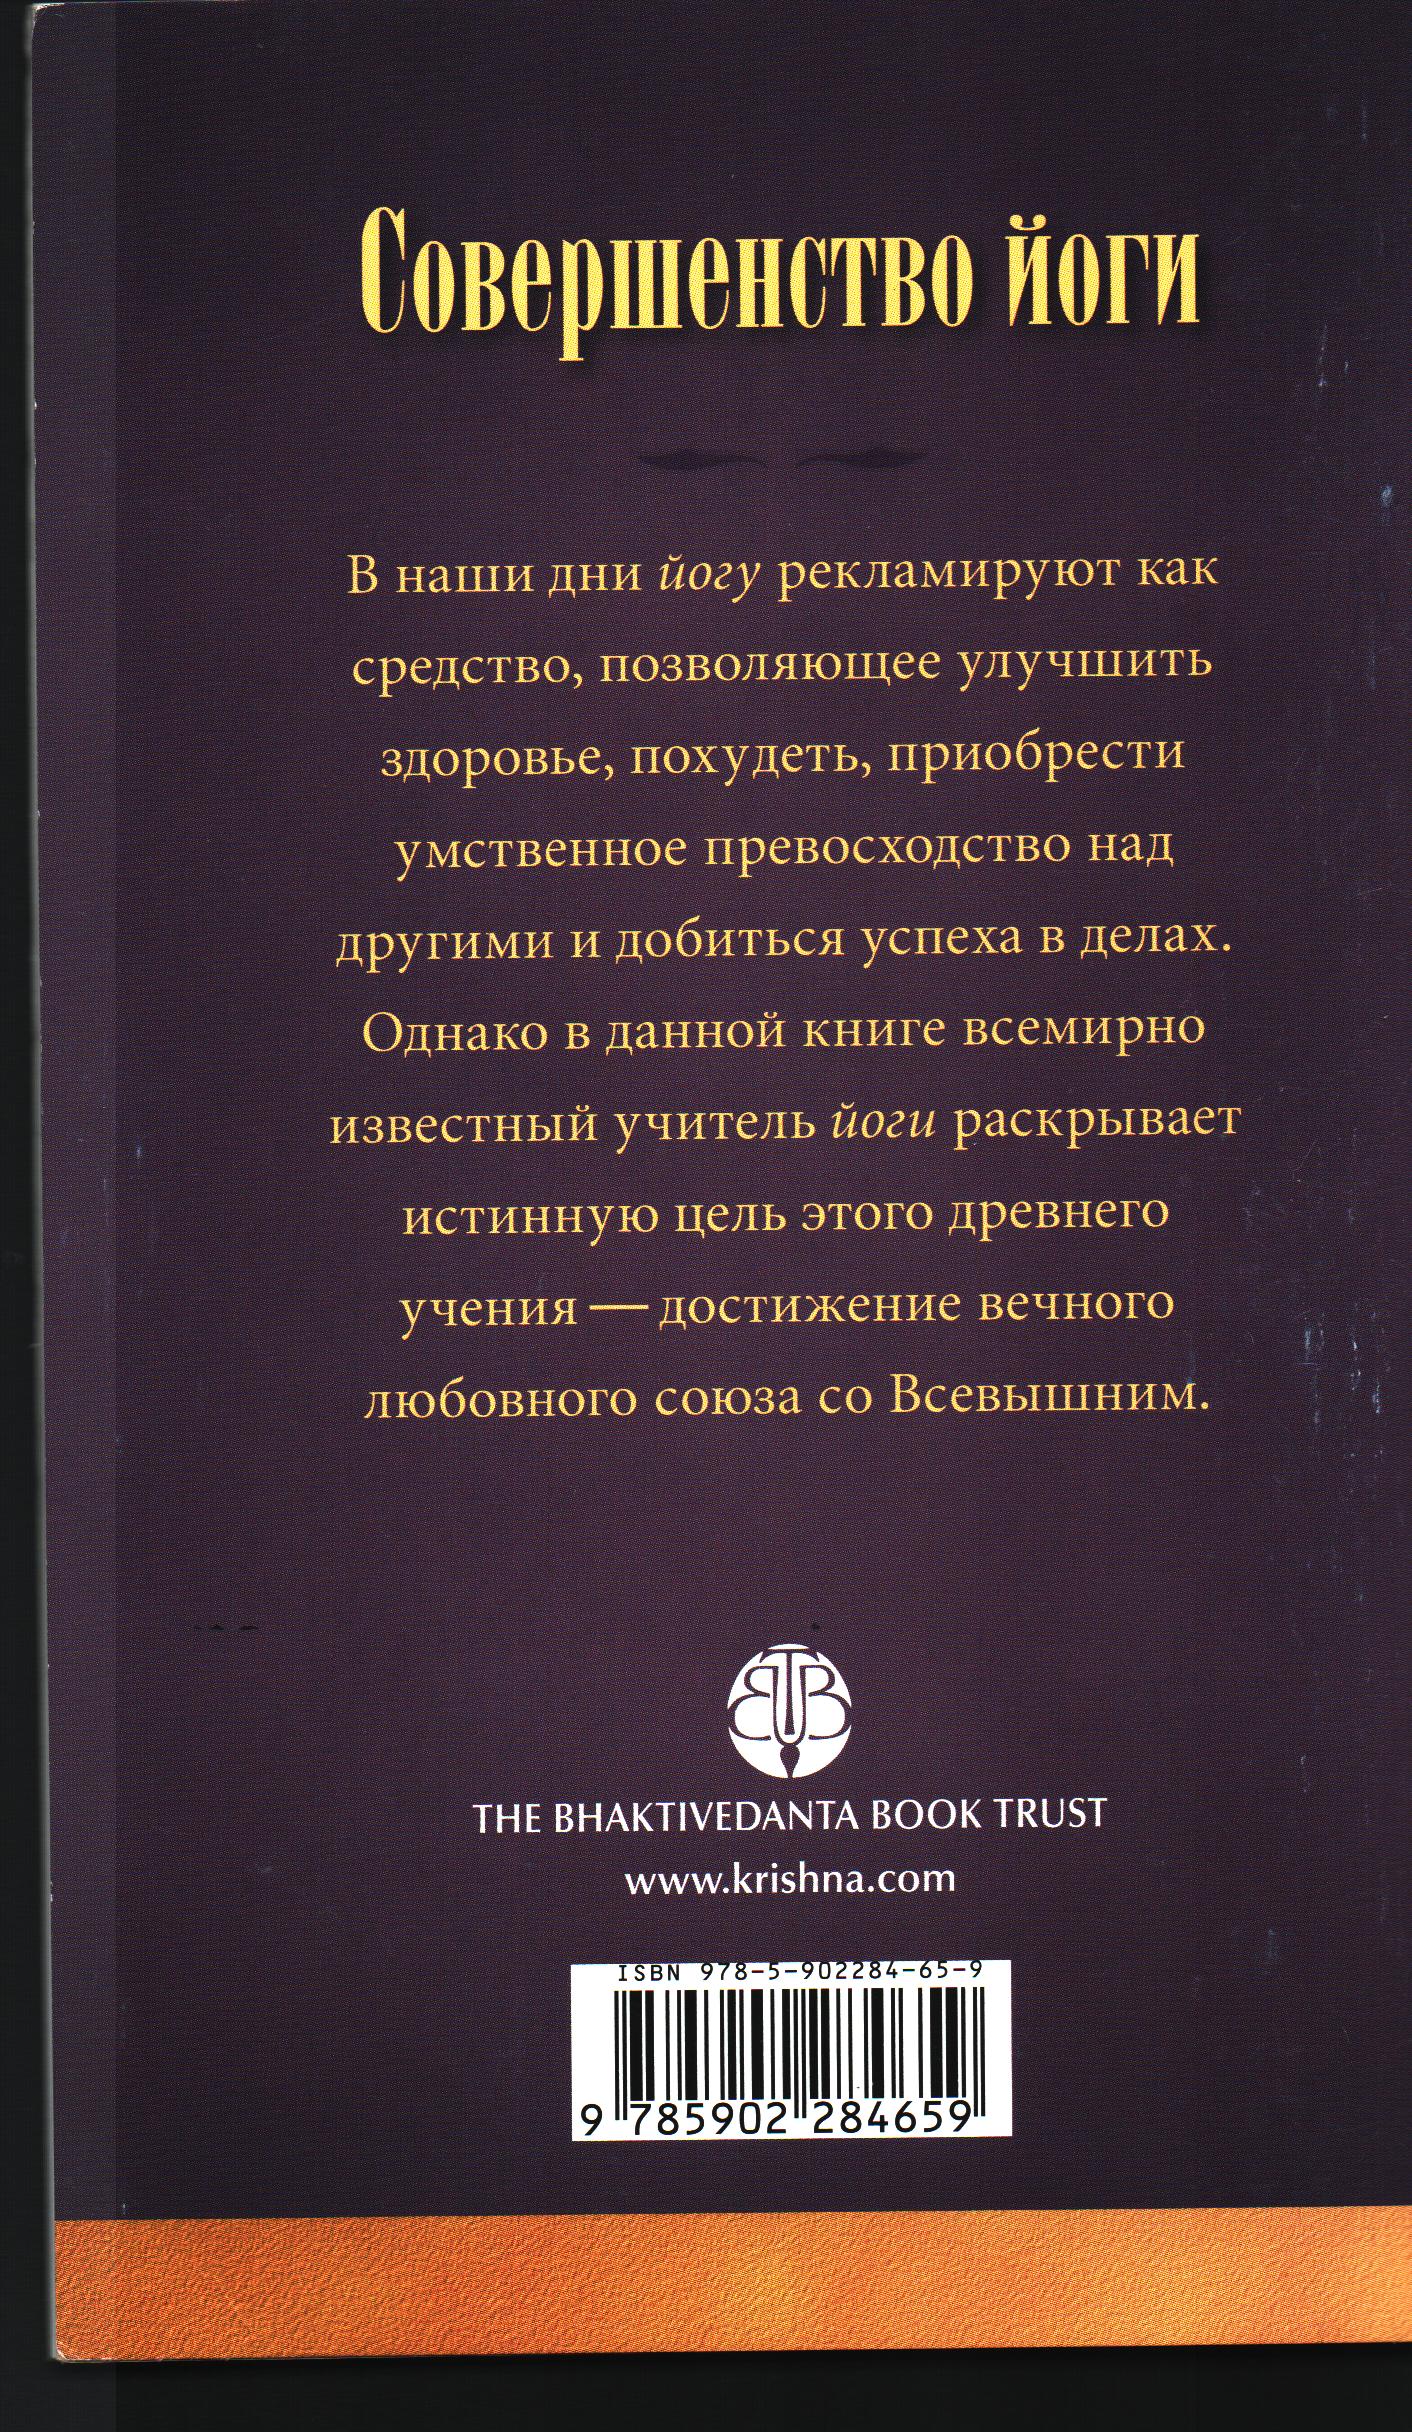 Совершенство йоги
В наши дни йогу рекламируют как
средство, позволяющее улучшить
здоровье, похудеть, приобрести
умственное превосходство над
другими и добиться успеха в делах.
Однако в данной книге всемирно
известный учитель йоги раскрывает
истинную цель этого древнего
учения — достижение вечного
любовного союза со Всевышним.
BTB
THE BHAKTIVEDANTA BOOK TRUST
www.krishna.com
ISBN 978-5-902284-65-9
9 785902 284659